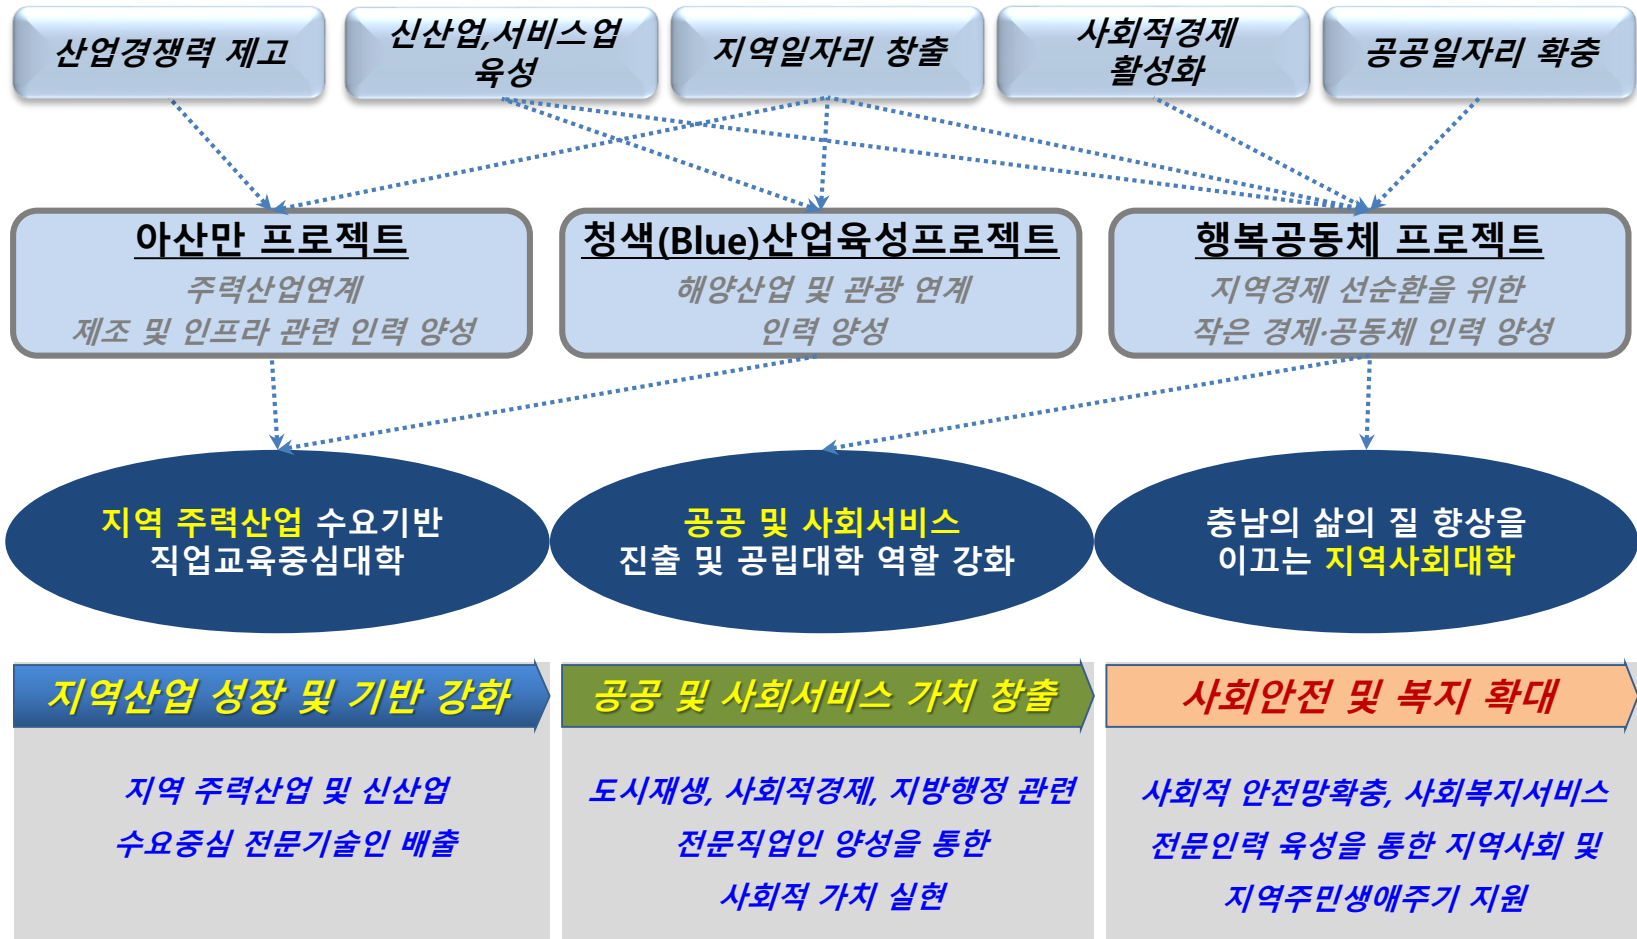 산업경쟁력 제고
신산업,서비스업
육성
지역일자리 창출
사회적경제
활성화
공공일자리 확충
아산만 프로젝트
주력산업연계
제조 및 인프라 관련 인력 양성
청색(Blue)산업육성프로젝트
해양산업 및 관광 연계
인력 양성
행복공동체 프로젝트
지역경제 선순환을 위한
작은 경제·공동체 인력 양성
지역 주력산업 수요기반
직업교육중심대학
공공 및 사회서비스
진출 및 공립대학 역할 강화
충남의 삶의 질 향상을
이끄는 지역사회대학
지역산업 성장 및 기반 강화
지역 주력산업 및 신산업
수요중심 전문기술인 배출
공공 및 사회서비스 가치 창출
도시재생, 사회적경제, 지방행정 관련
전문직업인 양성을 통한
사회적 가치 실현
사회안전 및 복지 확대
사회적 안전망확충, 사회복지서비스
전문인력 육성을 통한 지역사회 및
지역주민생애주기 지원